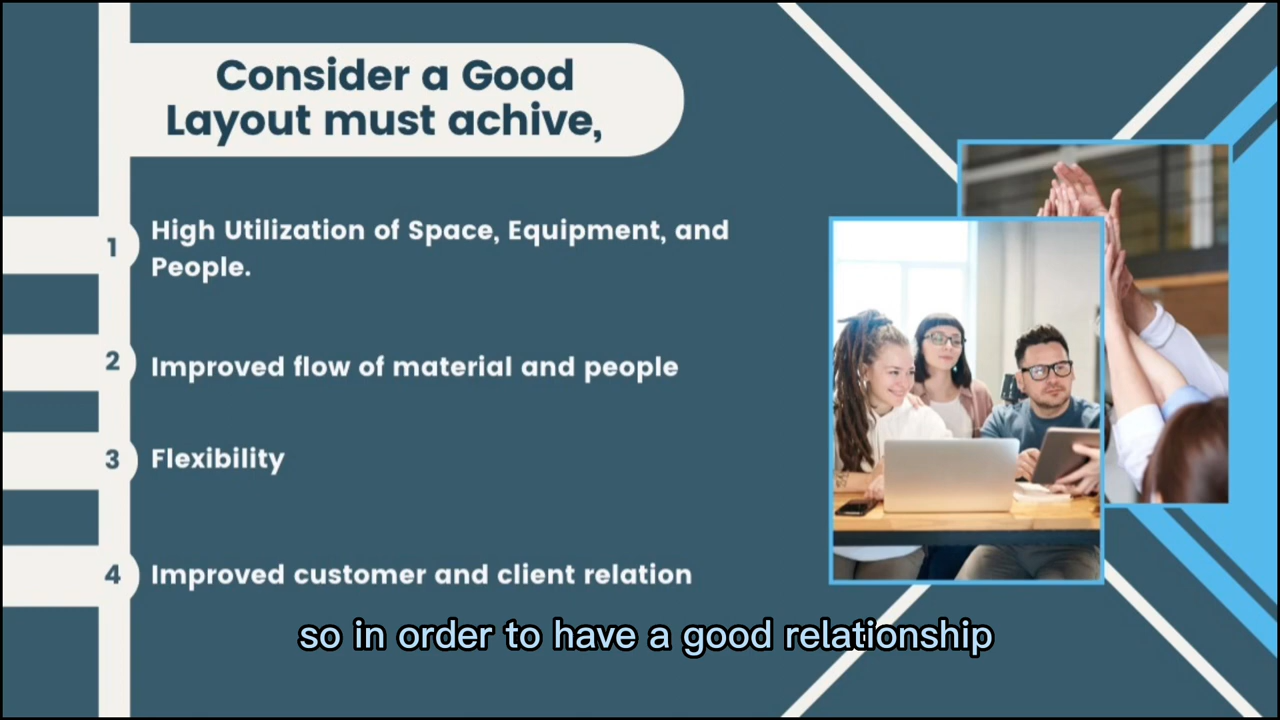 Consider a Good
Layout must achive,
1
High Utilization of Space, Equipment, and
People.
2
Improved flow of material and people
3
Flexibility
4
Improved customer and client relation
so in order to have a good relationship